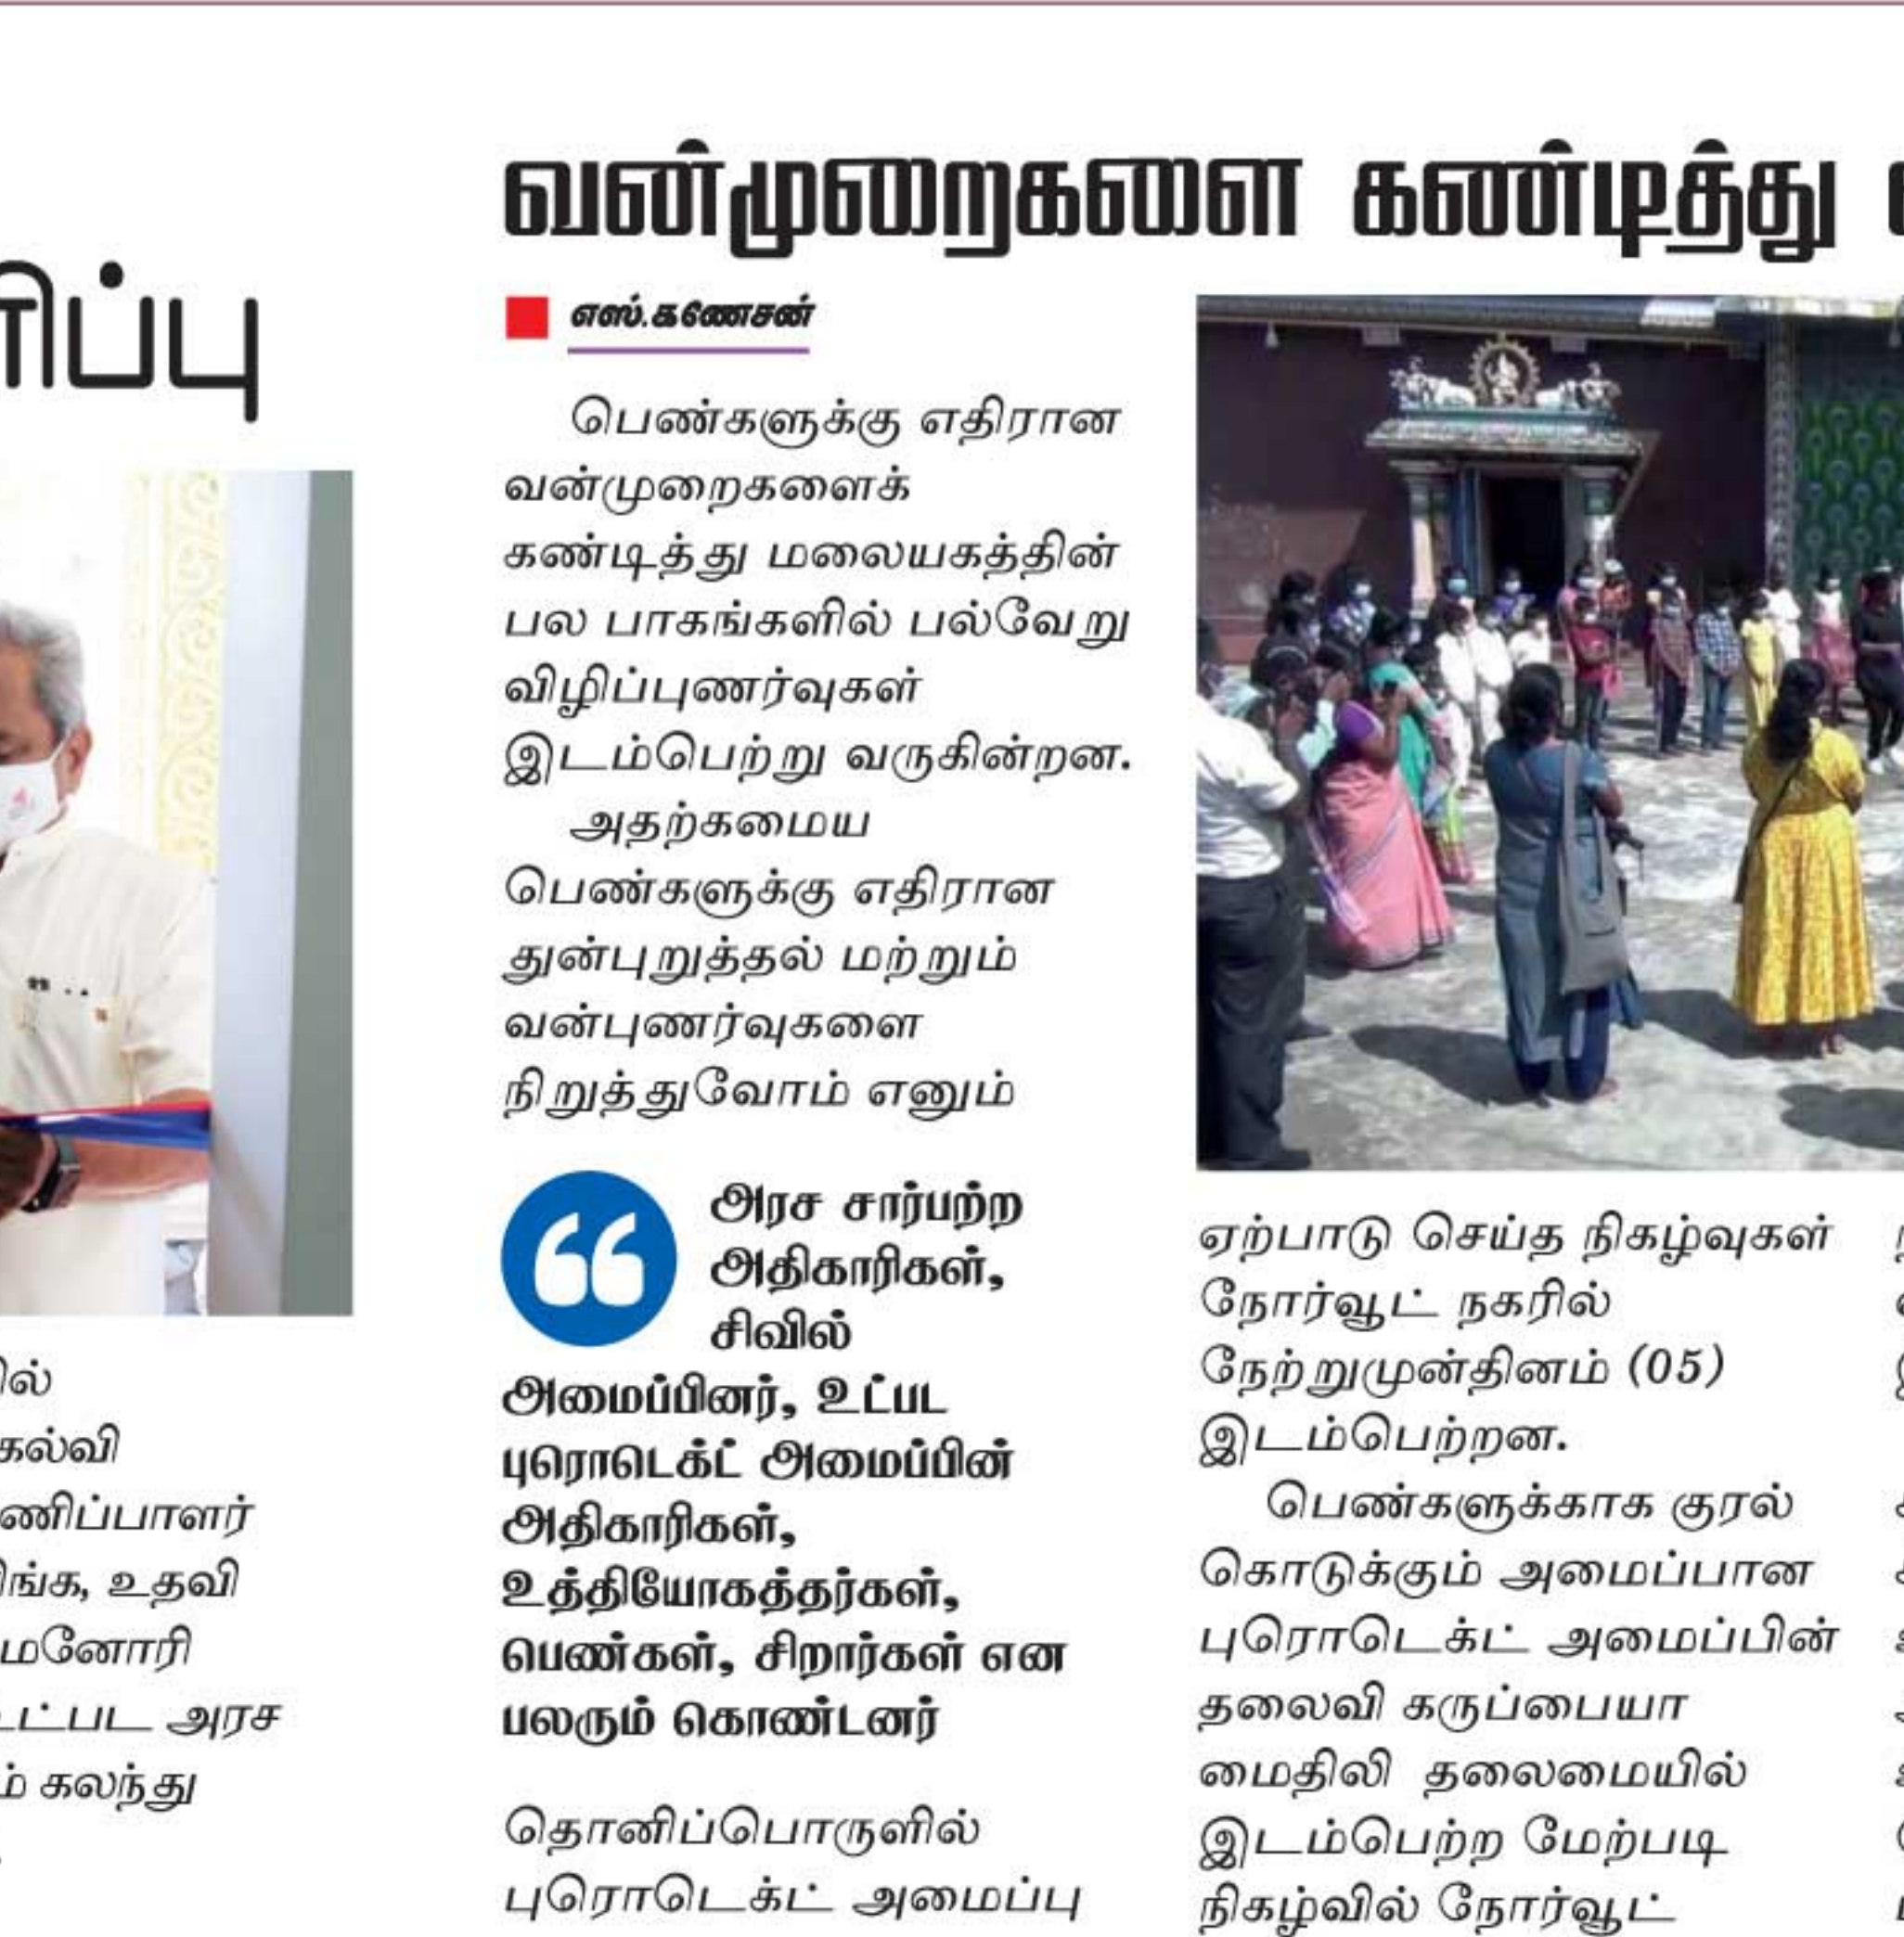 வன்முறைகளை கண்டித்து
எஸ்.கணேசன்
பெண்களுக்கு எதிரான
வன்முறைகளைக்
கண்டித்து மலையகத்தின்
பல பாகங்களில் பல்வேறு
விழிப்புணர்வுகள்
இடம்பெற்று வருகின்றன.
அதற்கமைய
பெண்களுக்கு எதிரான
துன்புறுத்தல் மற்றும்
வன்புணர்வுகளை
நிறுத்துவோம் எனும்
அரச சார்பற்ற
அதிகாரிகள்,
சிவில்
அமைப்பினர், உட்பட
புரொடெக்ட் அமைப்பின்
அதிகாரிகள்,
உத்தியோகத்தர்கள்,
பெண்கள், சிறார்கள் என
பலரும் கொண்டனர்
தொனிப்பொருளில்
புரொடெக்ட் அமைப்பு
ஏற்பாடு செய்த நிகழ்வுகள்
நோர்வூட் நகரில்
நேற்றுமுன்தினம் (05)
இடம்பெற்றன.
பெண்களுக்காக குரல்
கொடுக்கும் அமைப்பான
புரொடெக்ட் அமைப்பின்
தலைவி கருப்பையா
மைதிலி தலைமையில்
இடம்பெற்ற மேற்படி
நிகழ்வில் நோர்வூட்
கல்வி
உதவி
அரச
கலந்து